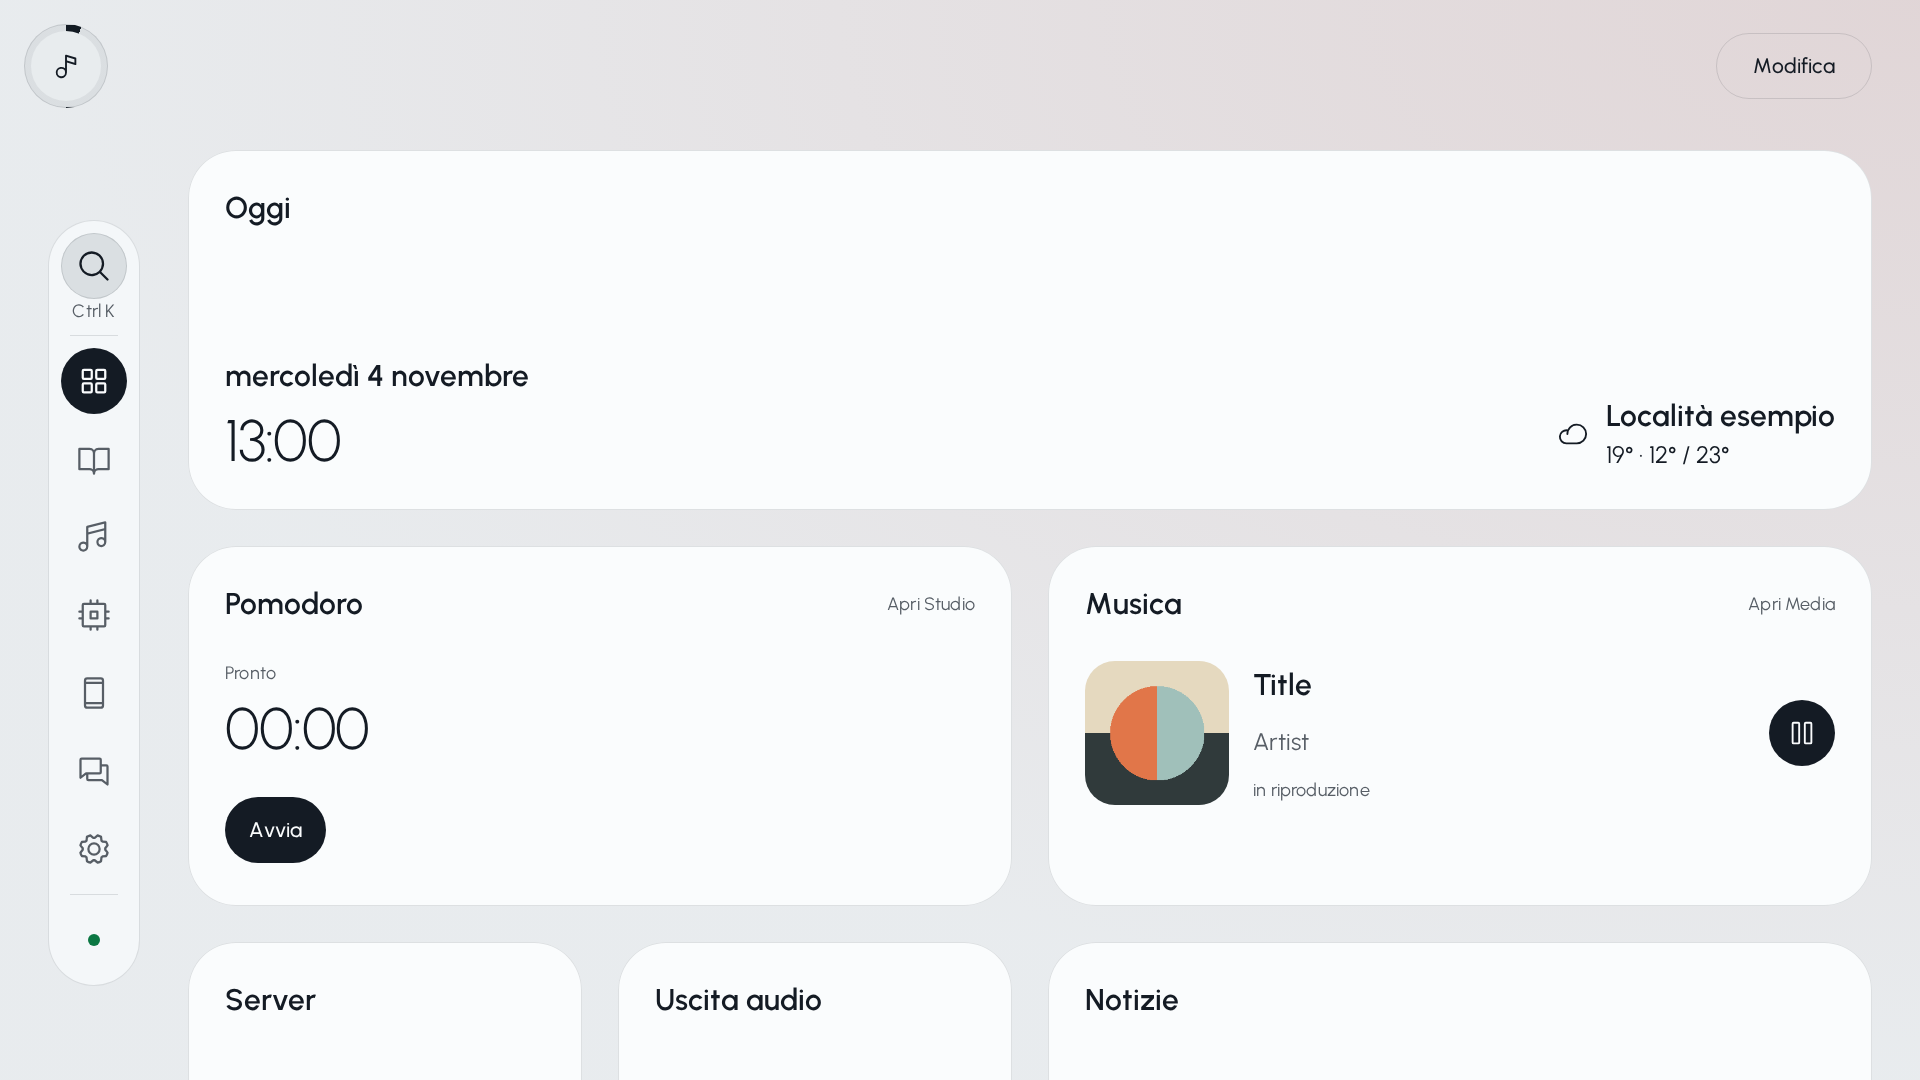 Modifica
Oggi
Ctrl K
mercoledì 4 novembre
13:00
Località esempio
19° · 12° / 23°
Pomodoro
Apri Studio
Pronto
00:00
Avvia
Musica
Apri Media
Title
Artist
in riproduzione
Server
Uscita audio
Notizie